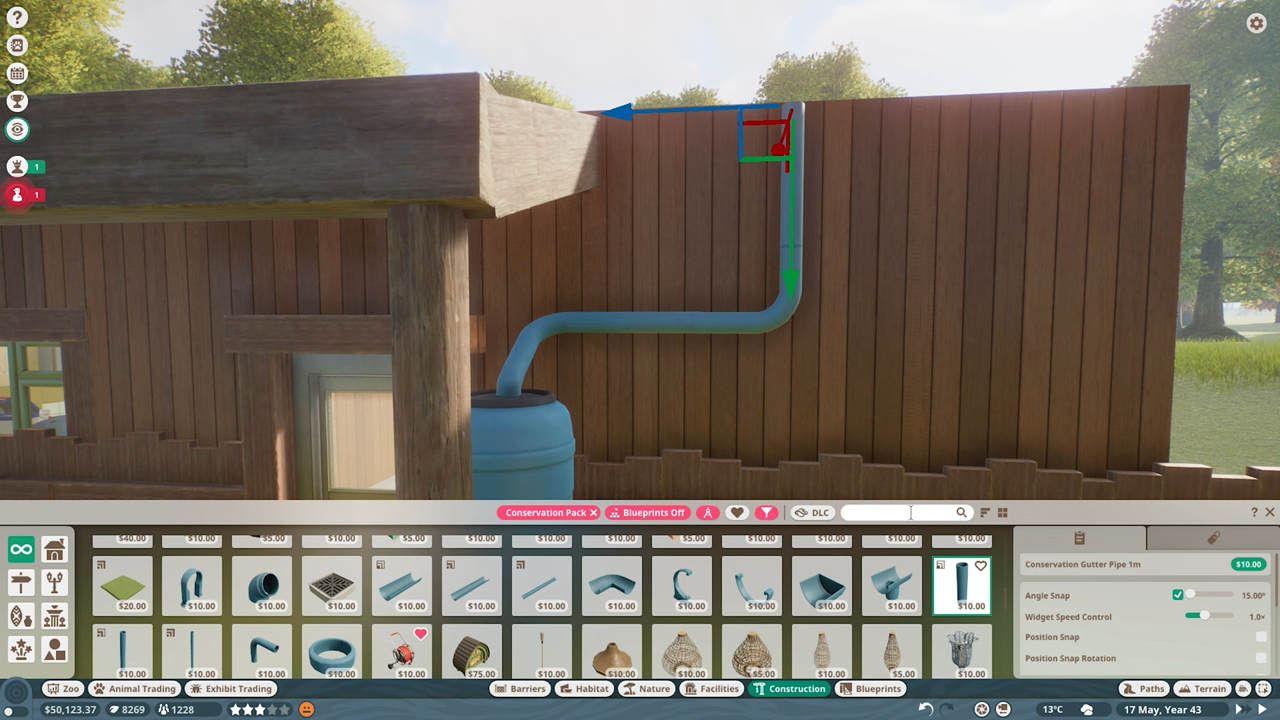 ?
1
1
Conservation Pack ×
Blueprints Off
DLC
? ×
$40.00 $10.00 $5.00 $10.00 $5.00 $10.00 $10.00 $10.00 $5.00 $10.00 $10.00 $10.00 $10.00
$20.00 $10.00 $10.00 $10.00 $10.00 $10.00 $10.00 $10.00 $10.00 $10.00 $10.00 $10.00 $10.00
$10.00 $10.00 $10.00 $10.00 $10.00 $75.00 $10.00 $10.00 $10.00 $5.00 $10.00 $5.00 $10.00
Conservation Gutter Pipe 1m $10.00
Angle Snap 15.00°
Widget Speed Control 1.0×
Position Snap
Position Snap Rotation
Zoo Animal Trading Exhibit Trading Barriers Habitat Nature Facilities Construction Blueprints Paths Terrain
$50,123.37 8269 1228 13°C 17 May, Year 43